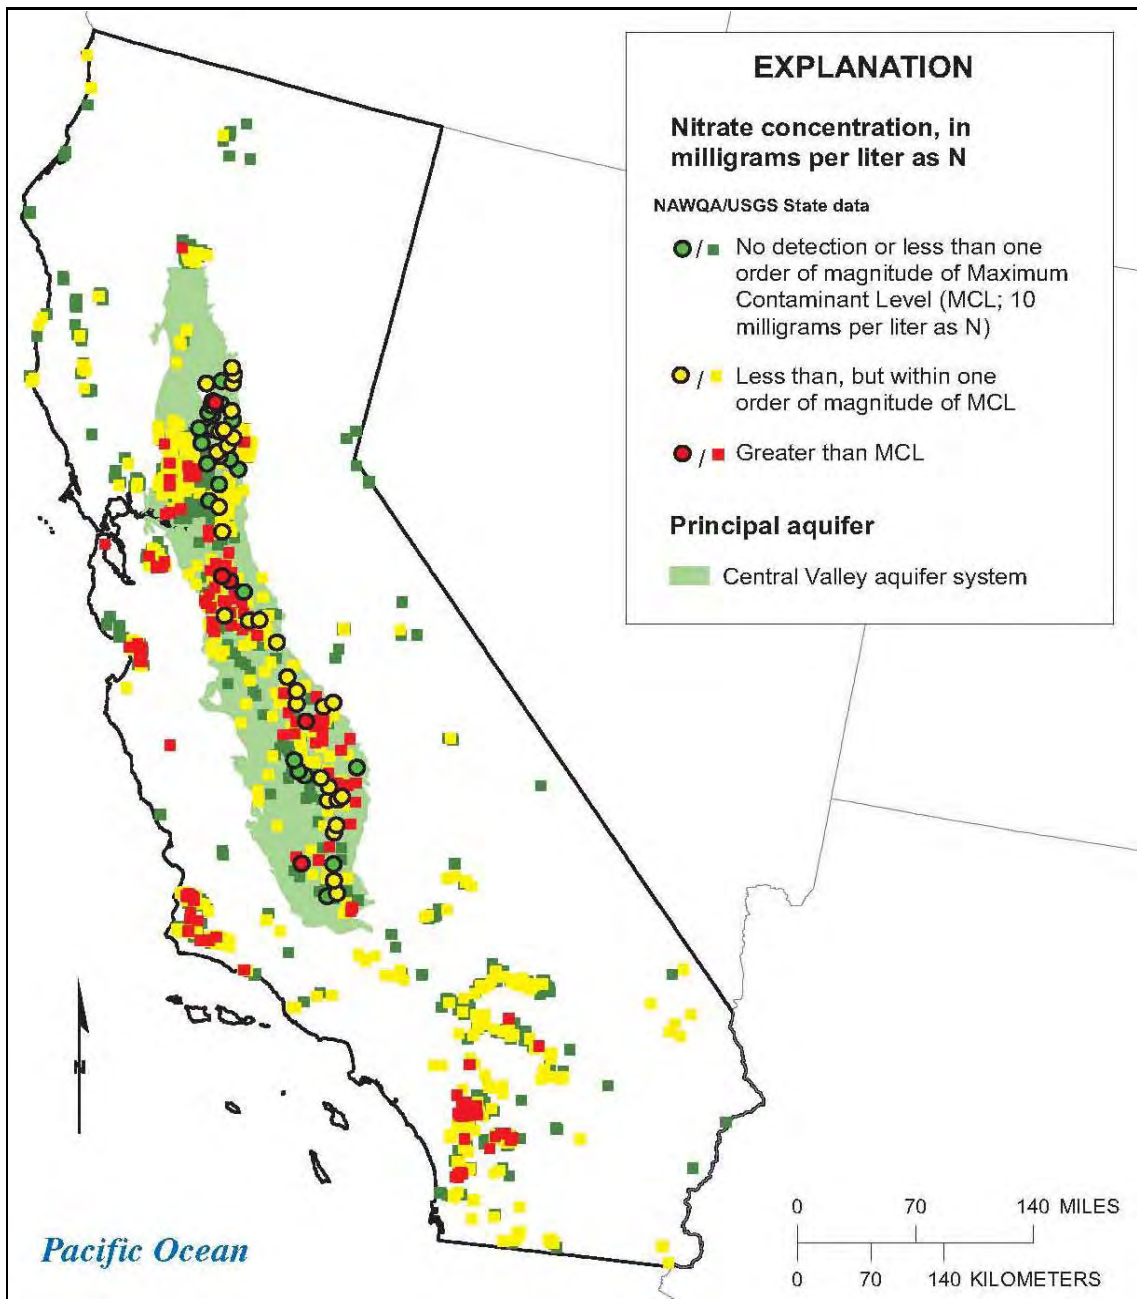 EXPLANATION
Nitrate concentration, in
milligrams per liter as N
NAWQA/USGS State data
/ No detection or less than one
order of magnitude of Maximum
Contaminant Level (MCL; 10
milligrams per liter as N)
/ Less than, but within one
order of magnitude of MCL
/ Greater than MCL
Principal aquifer
Central Valley aquifer system
N
Pacific Ocean
0 70 140 MILES
0 70 140 KILOMETERS